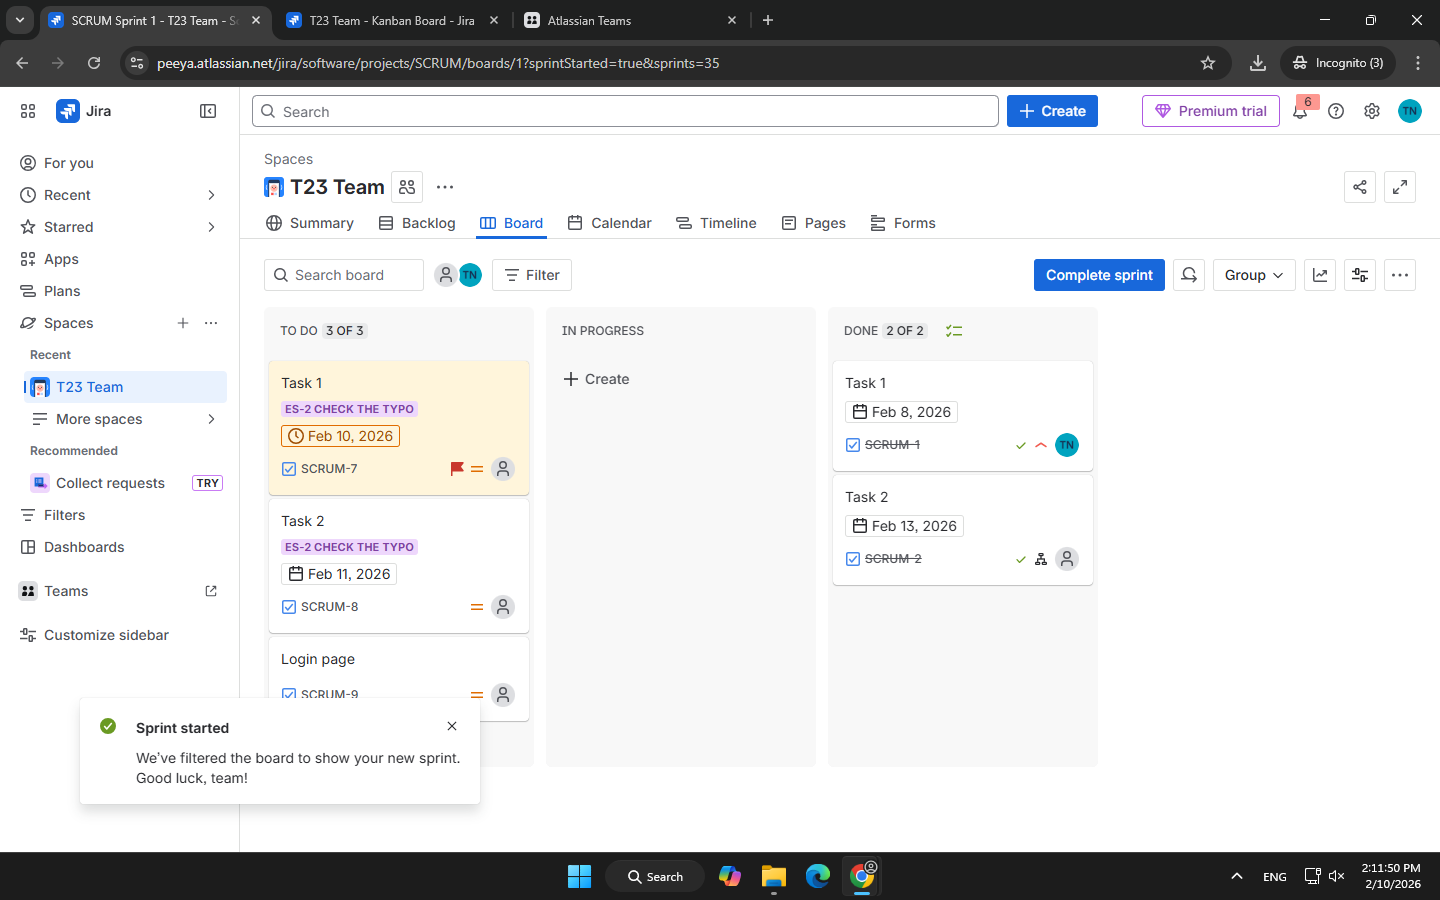 SCRUM Sprint 1 - T23 Team - Sc
T23 Team - Kanban Board - Jira
Atlassian Teams
peeya.atlassian.net/jira/software/projects/SCRUM/boards/1?sprintStarted=true&sprints=35
Incognito (3)
Jira
Search
Create
Premium trial
6
TN
For you
Recent
Starred
Apps
Plans
Spaces
Recent
T23 Team
More spaces
Recommended
Collect requests
TRY
Filters
Dashboards
Teams
Customize sidebar
Spaces
T23 Team
Summary
Backlog
Board
Calendar
Timeline
Pages
Forms
Search board
TN
Filter
Complete sprint
Group
TO DO 3 OF 3
Task 1
ES-2 CHECK THE TYPO
Feb 10, 2026
SCRUM-7
Task 2
ES-2 CHECK THE TYPO
Feb 11, 2026
SCRUM-8
Login page
SCRUM-9
IN PROGRESS
Create
DONE 2 OF 2
Task 1
Feb 8, 2026
SCRUM-1
TN
Task 2
Feb 13, 2026
SCRUM-2
Sprint started
We've filtered the board to show your new sprint.
Good luck, team!
Search
ENG
2:11:50 PM
2/10/2026